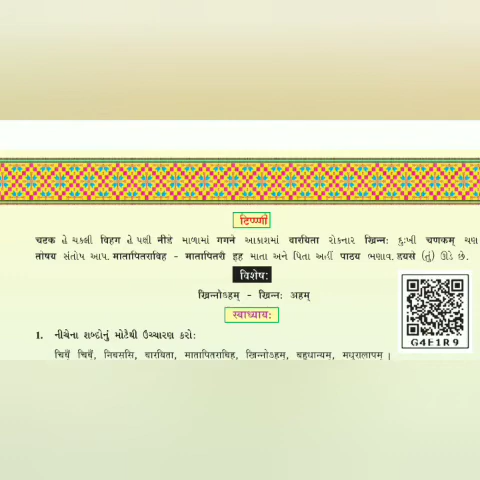 टिप्पणी
चटक હે ચકલી विहग હે પક્ષી नीडे માળામાં गगने આકાશમાં वारयिता રોકનાર खिन्नः દુઃખી चणकम् ચણ
तोषय સંતોષ આપ. मातापितराविह - मातापितरौ इह માતા અને પિતા અહીં पाठय ભણાવ. डयसे (તું) ઊડે છે.
विशेषः
खिन्नोऽहम् - खिन्नः अहम्
स्वाध्यायः
1. નીચેના શબ્દોનું મોટેથી ઉચ્ચારણ કરો:
चिवँ चिवँ, निवससि, वारयिता, मातापितराविह, खिन्नोऽहम्, बहुधान्यम्, मधुरालापम् ।
G4E1R9